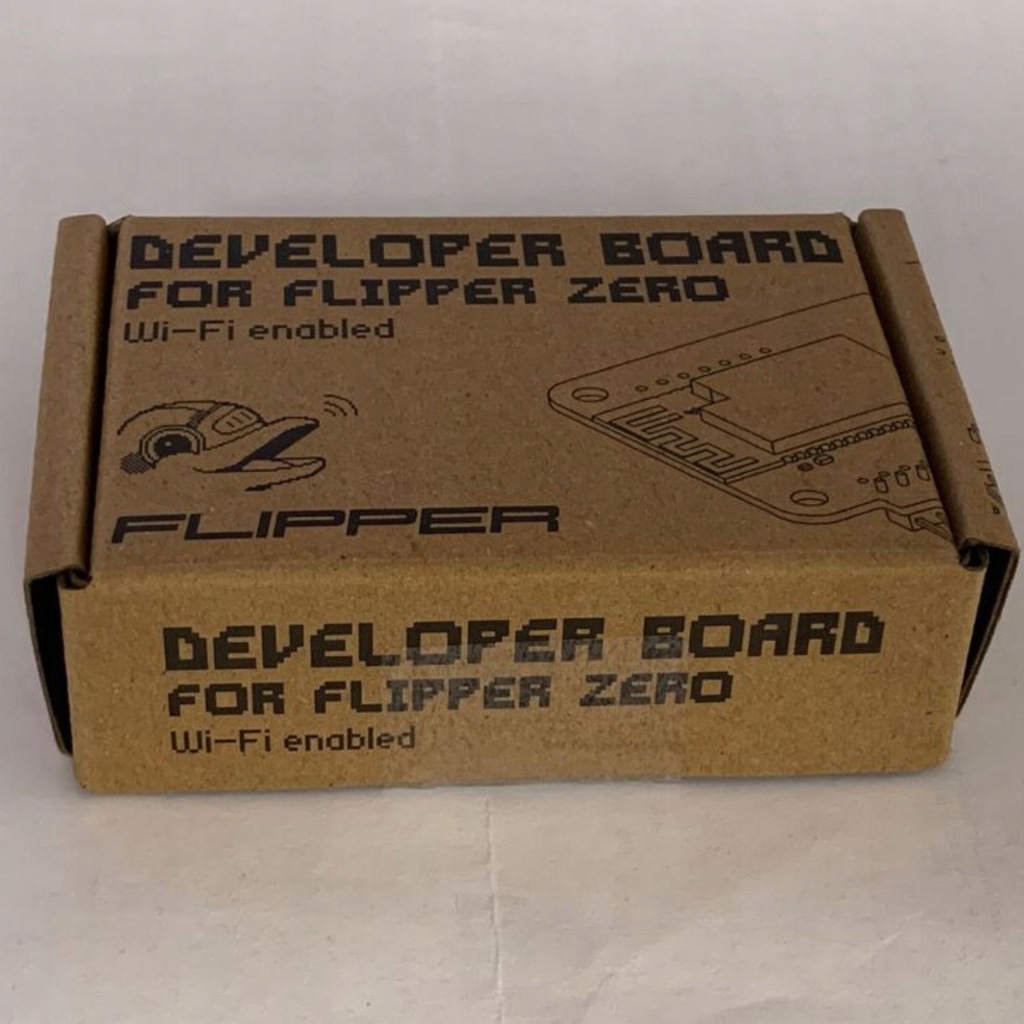 DEVELOPER BOARD
FOR FLIPPER ZERO
Wi-Fi enabled
FLIPPER
DEVELOPER BOARD
FOR FLIPPER ZERO
Wi-Fi enabled